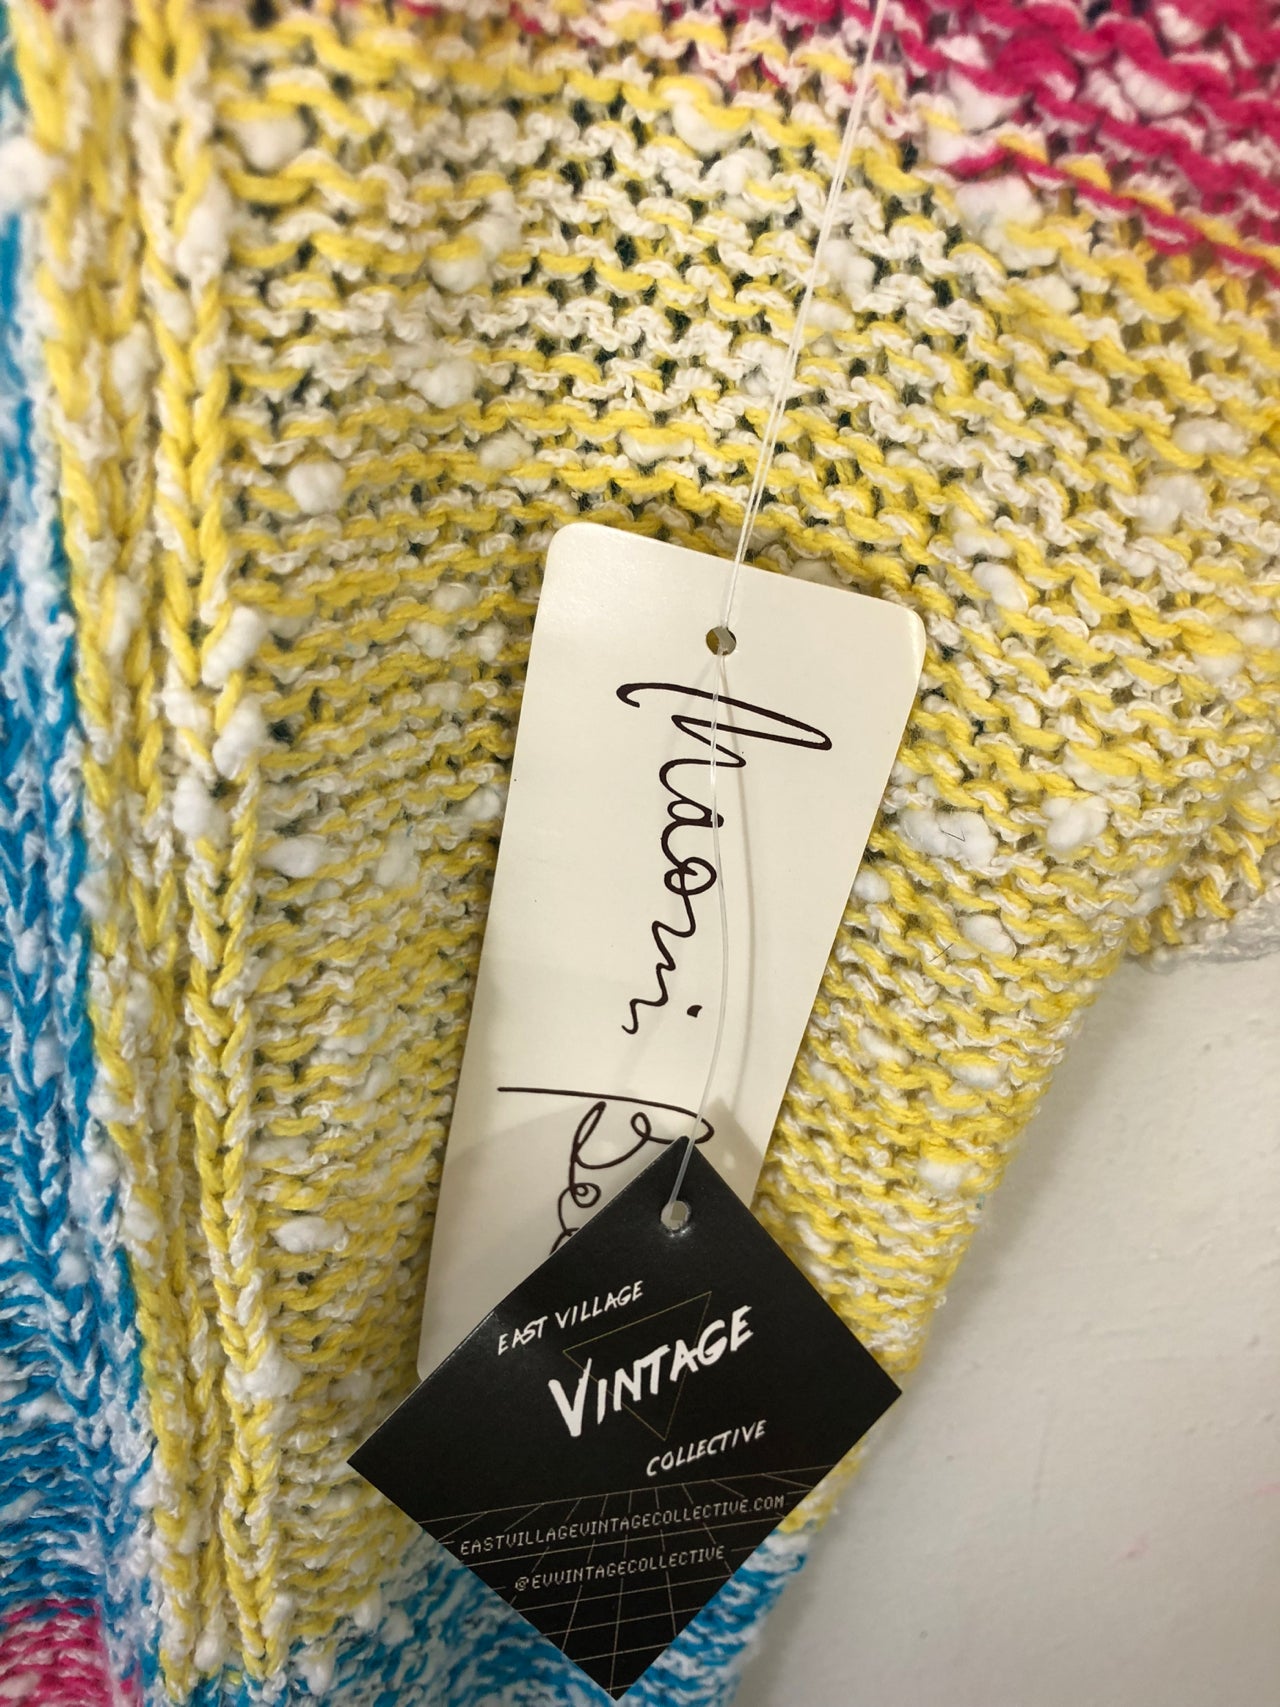 Naomi
EAST VILLAGE
VINTAGE
COLLECTIVE
EASTVILLAGEVINTAGECOLLECTIVE.COM
@EVVINTAGECOLLECTIVE